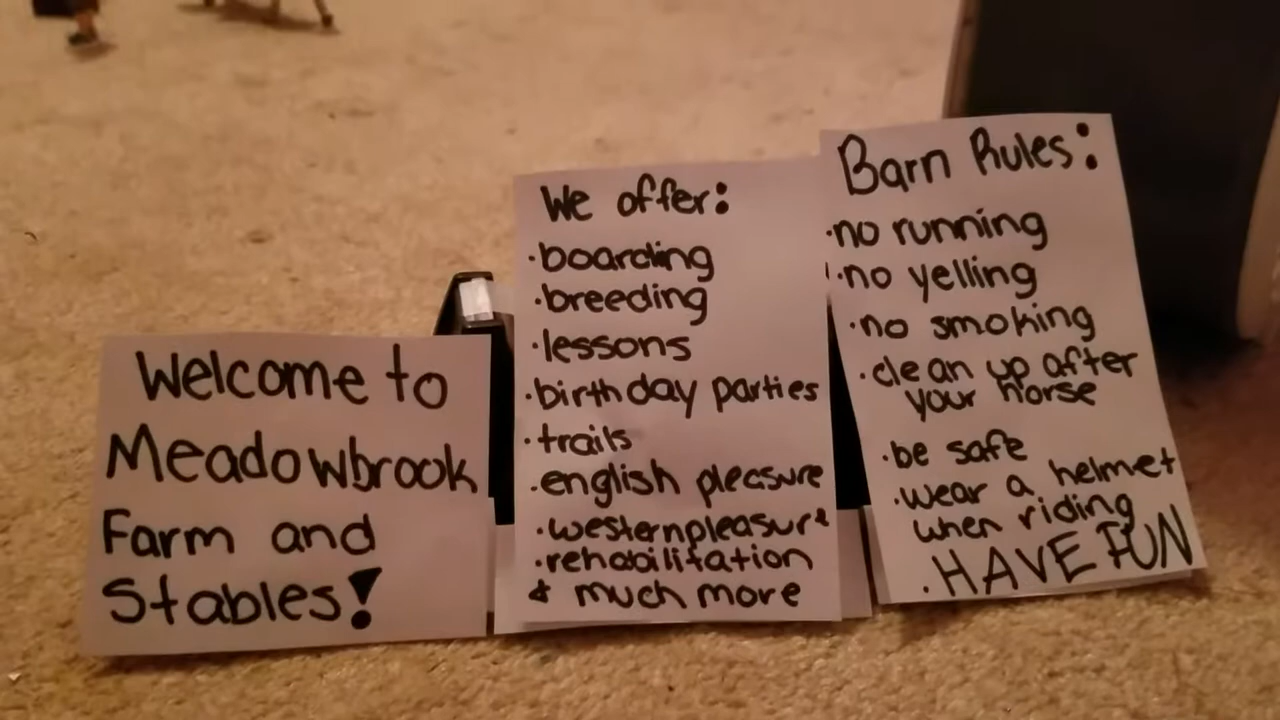 Welcome to
Meadowbrook
Farm and
Stables!
We offer:
·boarding
·breeding
·lessons
·birthday parties
·trails
·english pleasure
·westernpleasure
·rehabilitation
& much more
Barn Rules:
·no running
·no yelling
·no smoking
·clean up after
your horse
·be safe
·wear a helmet
when riding
·HAVE FUN